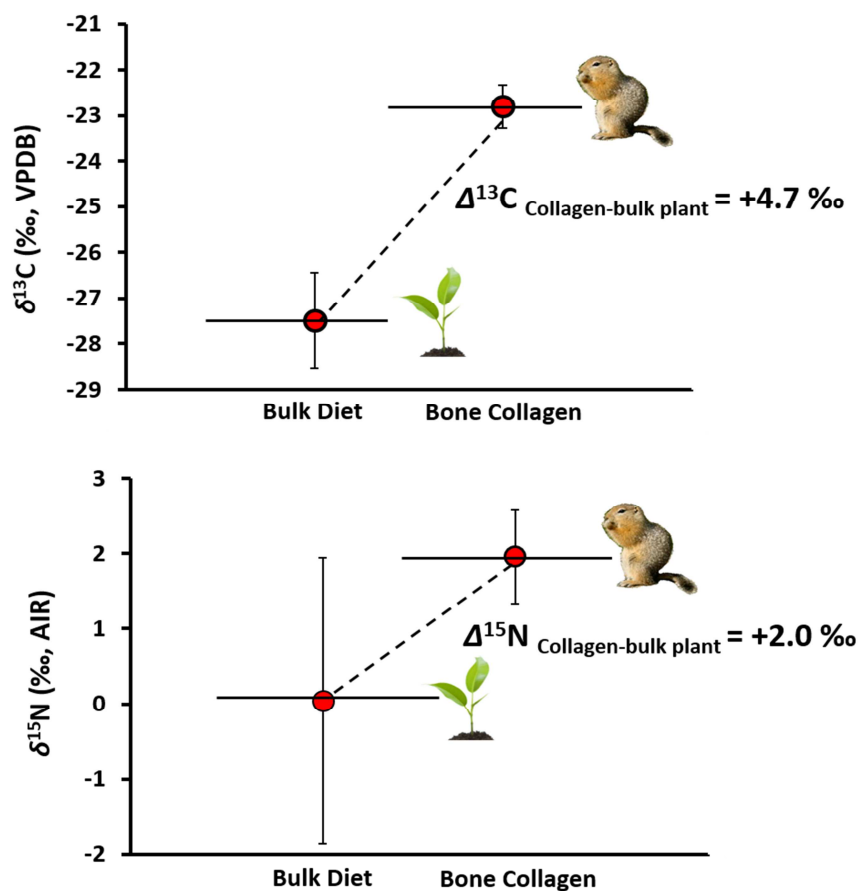 -21
-22
-23
-24
-25
-26
-27
-28
-29
δ13C (‰, VPDB)
Δ13C Collagen-bulk plant = +4.7 ‰
Bulk Diet Bone Collagen
3
2
1
0
-1
-2
δ15N (‰, AIR)
Δ15N Collagen-bulk plant = +2.0 ‰
Bulk Diet Bone Collagen